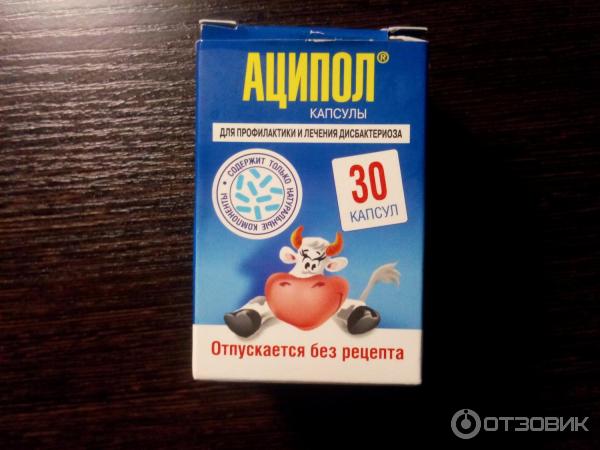 АЦИПОЛ®
КАПСУЛЫ
ДЛЯ ПРОФИЛАКТИКИ И ЛЕЧЕНИЯ ДИСБАКТЕРИОЗА
• СОДЕРЖИТ ТОЛЬКО НАТУРАЛЬНЫЕ КОМПОНЕНТЫ
30
КАПСУЛ
Отпускается без рецепта
ОТЗОВИК